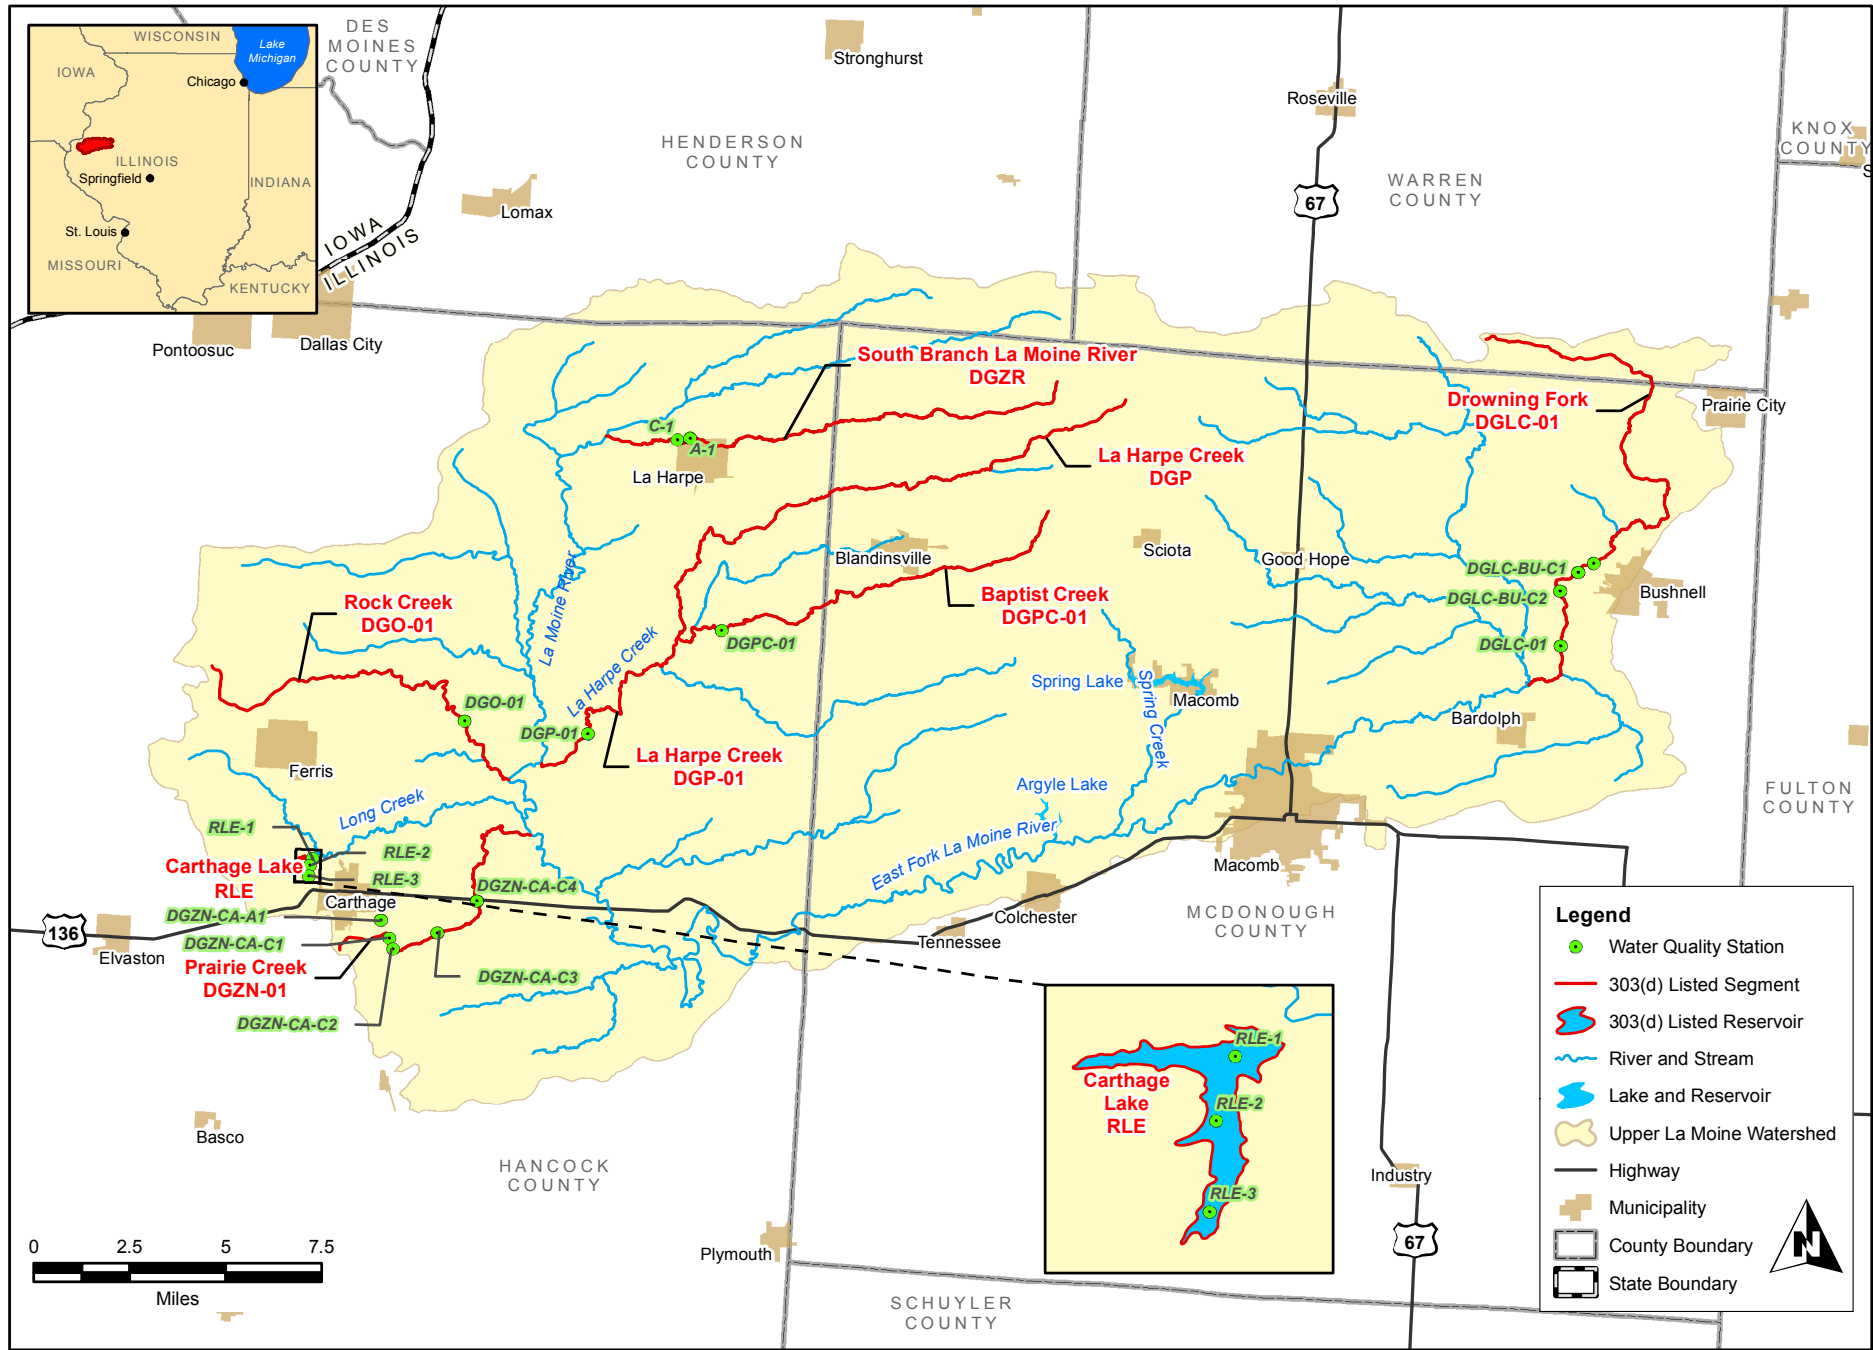 WISCONSIN
Lake
Michigan
IOWA
Chicago
ILLINOIS
Springfield
INDIANA
St. Louis
MISSOURI
KENTUCKY
DES
MOINES
COUNTY
IOWA
ILLINOIS
Stronghurst
Roseville
KNOX
COUNTY
S
HENDERSON
COUNTY
WARREN
COUNTY
67
Lomax
Pontoosuc
Dallas City
South Branch La Moine River
DGZR
Drowning Fork
DGLC-01
Prairie City
C-1
A-1
La Harpe
La Harpe Creek
DGP
Blandinsville
Sciota
Good Hope
DGLC-BU-C1
DGLC-BU-C2
Bushnell
La Moine River
Rock Creek
DGO-01
Baptist Creek
DGPC-01
DGPC-01
DGLC-01
La Harpe Creek
Spring Lake
Spring Creek
Macomb
Bardolph
DGO-01
DGP-01
La Harpe Creek
DGP-01
Ferris
Argyle Lake
FULTON
COUNTY
Long Creek
RLE-1
RLE-2
Carthage Lake
RLE
RLE-3
East Fork La Moine River
Macomb
DGZN-CA-C4
Carthage
DGZN-CA-A1
Colchester
MCDONOUGH
COUNTY
136
DGZN-CA-C1
Tennessee
Elvaston
Prairie Creek
DGZN-01
DGZN-CA-C3
DGZN-CA-C2
RLE-1
Carthage
Lake
RLE
RLE-2
RLE-3
Basco
HANCOCK
COUNTY
Industry
Plymouth
67
SCHUYLER
COUNTY
0 2.5 5 7.5
Miles
Legend
Water Quality Station
303(d) Listed Segment
303(d) Listed Reservoir
River and Stream
Lake and Reservoir
Upper La Moine Watershed
Highway
Municipality
County Boundary
State Boundary
N